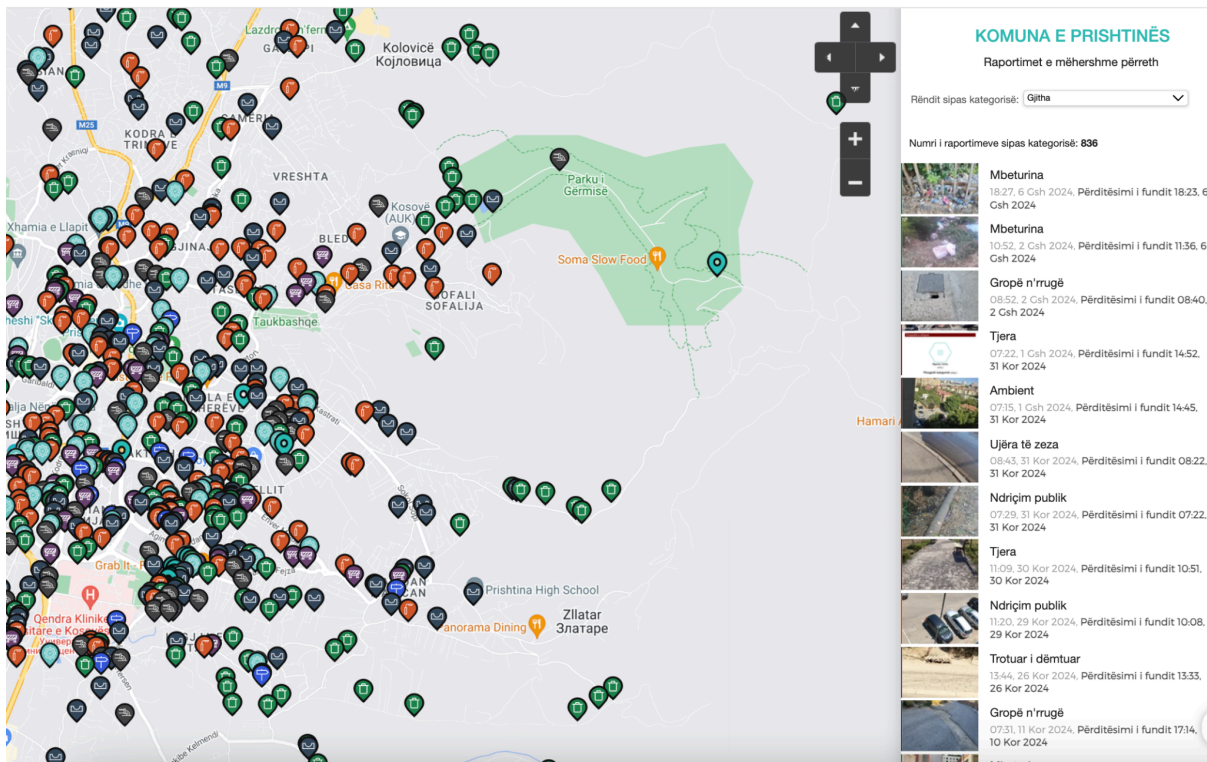 Lazdro
Kolovicë
Коjловица
M9
M25
KODRA E
VRESHTA
Parku i
Gërmisë
Kosovë
(AUK)
Xhamia e Llapit
Soma Slow Food
Casa Rita
SOFALIJA
Taukbashqe
Hamari
Prishtina High School
Panorama Dining
Zllatar
Златаре
Grab It
Qendra Klinike
KOMUNA E PRISHTINËS
Raportimet e mëhershme përreth
Rëndit sipas kategorisë: Gjitha
Numri i raportimeve sipas kategorisë: 836
Mbeturina
18:27, 6 Gsh 2024, Përditësimi i fundit 18:23, 6
Gsh 2024
Mbeturina
10:52, 2 Gsh 2024, Përditësimi i fundit 11:36, 6
Gsh 2024
Gropë n'rrugë
08:52, 2 Gsh 2024, Përditësimi i fundit 08:40,
2 Gsh 2024
Tjera
07:22, 1 Gsh 2024, Përditësimi i fundit 14:52,
31 Kor 2024
Ambient
07:15, 1 Gsh 2024, Përditësimi i fundit 14:45,
31 Kor 2024
Ujëra të zeza
08:43, 31 Kor 2024, Përditësimi i fundit 08:22,
31 Kor 2024
Ndriçim publik
07:29, 31 Kor 2024, Përditësimi i fundit 07:22,
31 Kor 2024
Tjera
11:09, 30 Kor 2024, Përditësimi i fundit 10:51,
30 Kor 2024
Ndriçim publik
11:20, 29 Kor 2024, Përditësimi i fundit 10:08,
29 Kor 2024
Trotuar i dëmtuar
13:44, 26 Kor 2024, Përditësimi i fundit 13:33,
26 Kor 2024
Gropë n'rrugë
07:31, 11 Kor 2024, Përditësimi i fundit 17:14,
10 Kor 2024